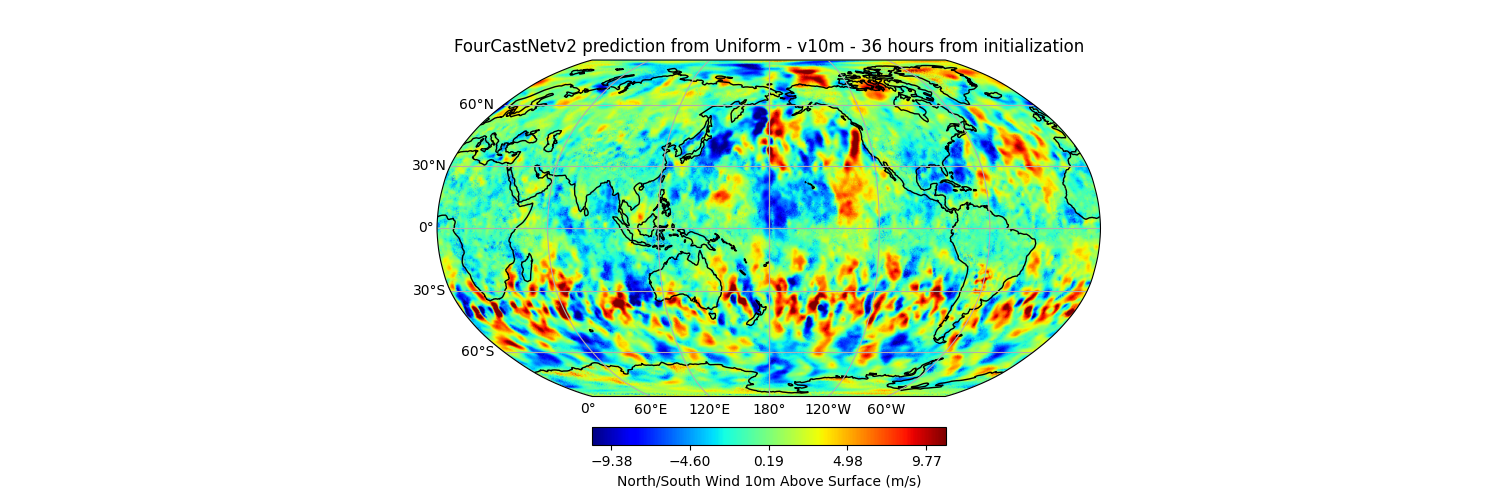 FourCastNetv2 prediction from Uniform - v10m - 36 hours from initialization
60°N
30°N
0°
30°S
60°S
0° 60°E 120°E 180° 120°W 60°W
−9.38 −4.60 0.19 4.98 9.77
North/South Wind 10m Above Surface (m/s)